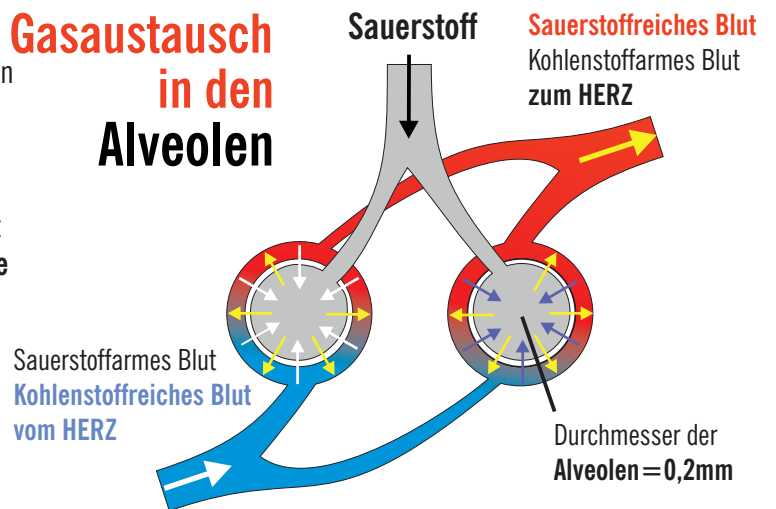 Gasaustausch
in den
Alveolen
n
t
e
Sauerstoff
Sauerstoffreiches Blut
Kohlenstoffarmes Blut
zum HERZ
Sauerstoffarmes Blut
Kohlenstoffreiches Blut
vom HERZ
Durchmesser der
Alveolen=0,2mm